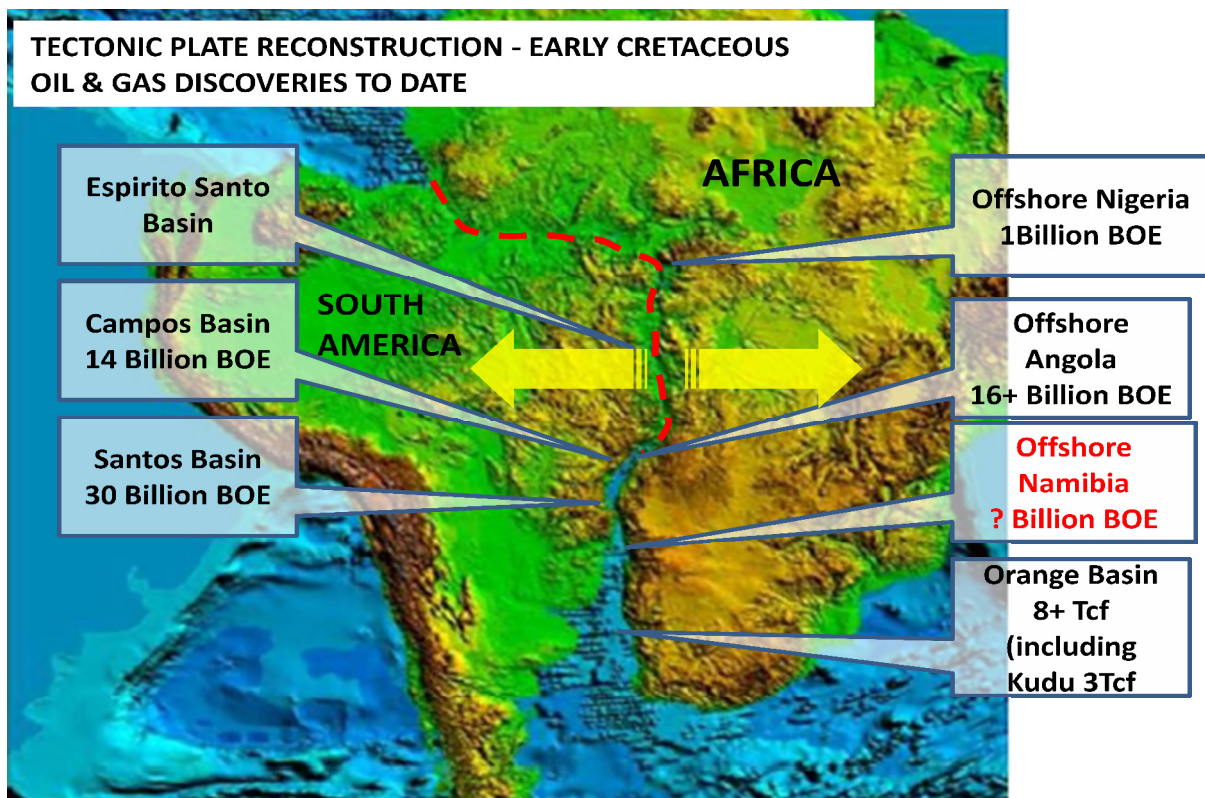 TECTONIC PLATE RECONSTRUCTION - EARLY CRETACEOUS
OIL & GAS DISCOVERIES TO DATE
AFRICA
SOUTH
AMERICA
Espirito Santo
Basin
Campos Basin
14 Billion BOE
Santos Basin
30 Billion BOE
Offshore Nigeria
1Billion BOE
Offshore
Angola
16+ Billion BOE
Offshore
Namibia
? Billion BOE
Orange Basin
8+ Tcf
(including
Kudu 3Tcf